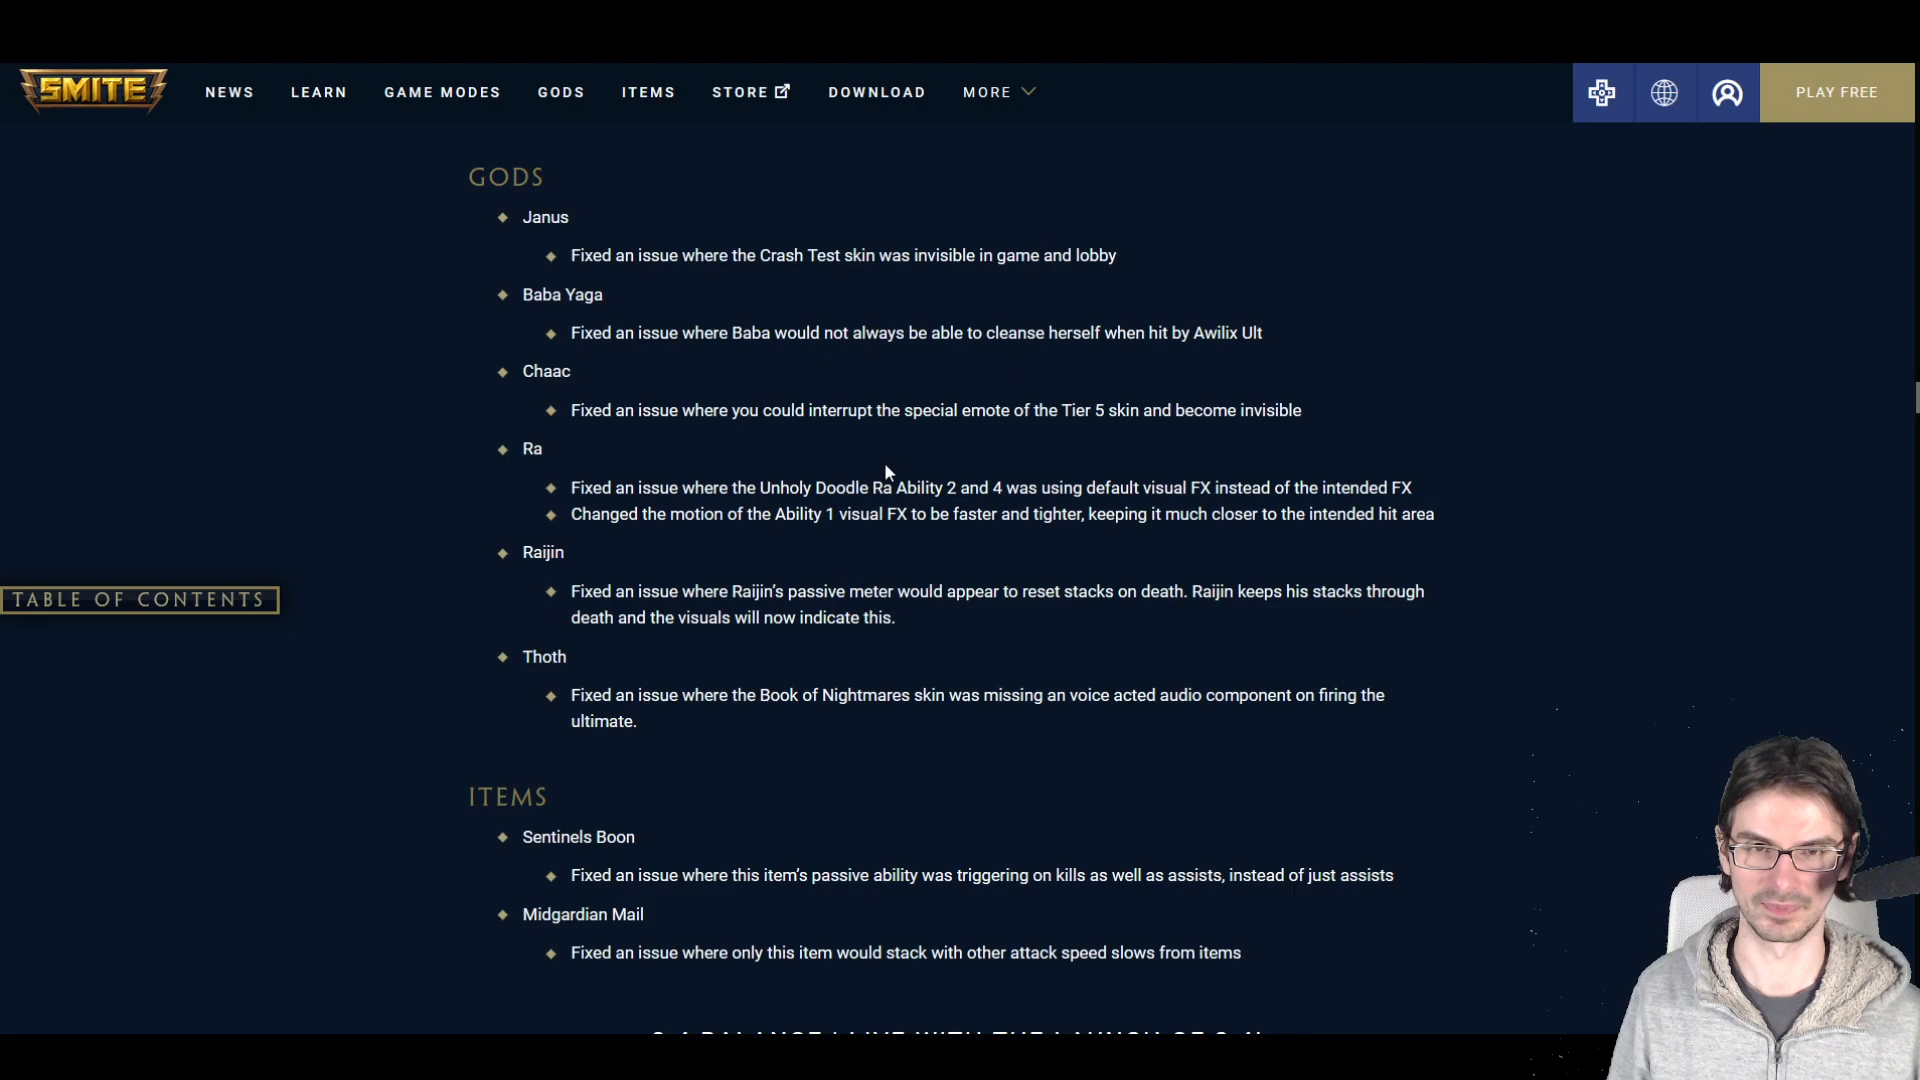 SMITE
NEWS LEARN GAME MODES GODS ITEMS STORE DOWNLOAD MORE PLAY FREE
GODS
Janus
Fixed an issue where the Crash Test skin was invisible in game and lobby
Baba Yaga
Fixed an issue where Baba would not always be able to cleanse herself when hit by Awilix Ult
Chaac
Fixed an issue where you could interrupt the special emote of the Tier 5 skin and become invisible
Ra
Fixed an issue where the Unholy Doodle Ra Ability 2 and 4 was using default visual FX instead of the intended FX
Changed the motion of the Ability 1 visual FX to be faster and tighter, keeping it much closer to the intended hit area
Raijin
Fixed an issue where Raijin’s passive meter would appear to reset stacks on death. Raijin keeps his stacks through
death and the visuals will now indicate this.
TABLE OF CONTENTS
Thoth
Fixed an issue where the Book of Nightmares skin was missing an voice acted audio component on firing the
ultimate.
ITEMS
Sentinels Boon
Fixed an issue where this item’s passive ability was triggering on kills as well as assists, instead of just assists
Midgardian Mail
Fixed an issue where only this item would stack with other attack speed slows from items
BALANCE LIVE WITH THE LAUNCH OF